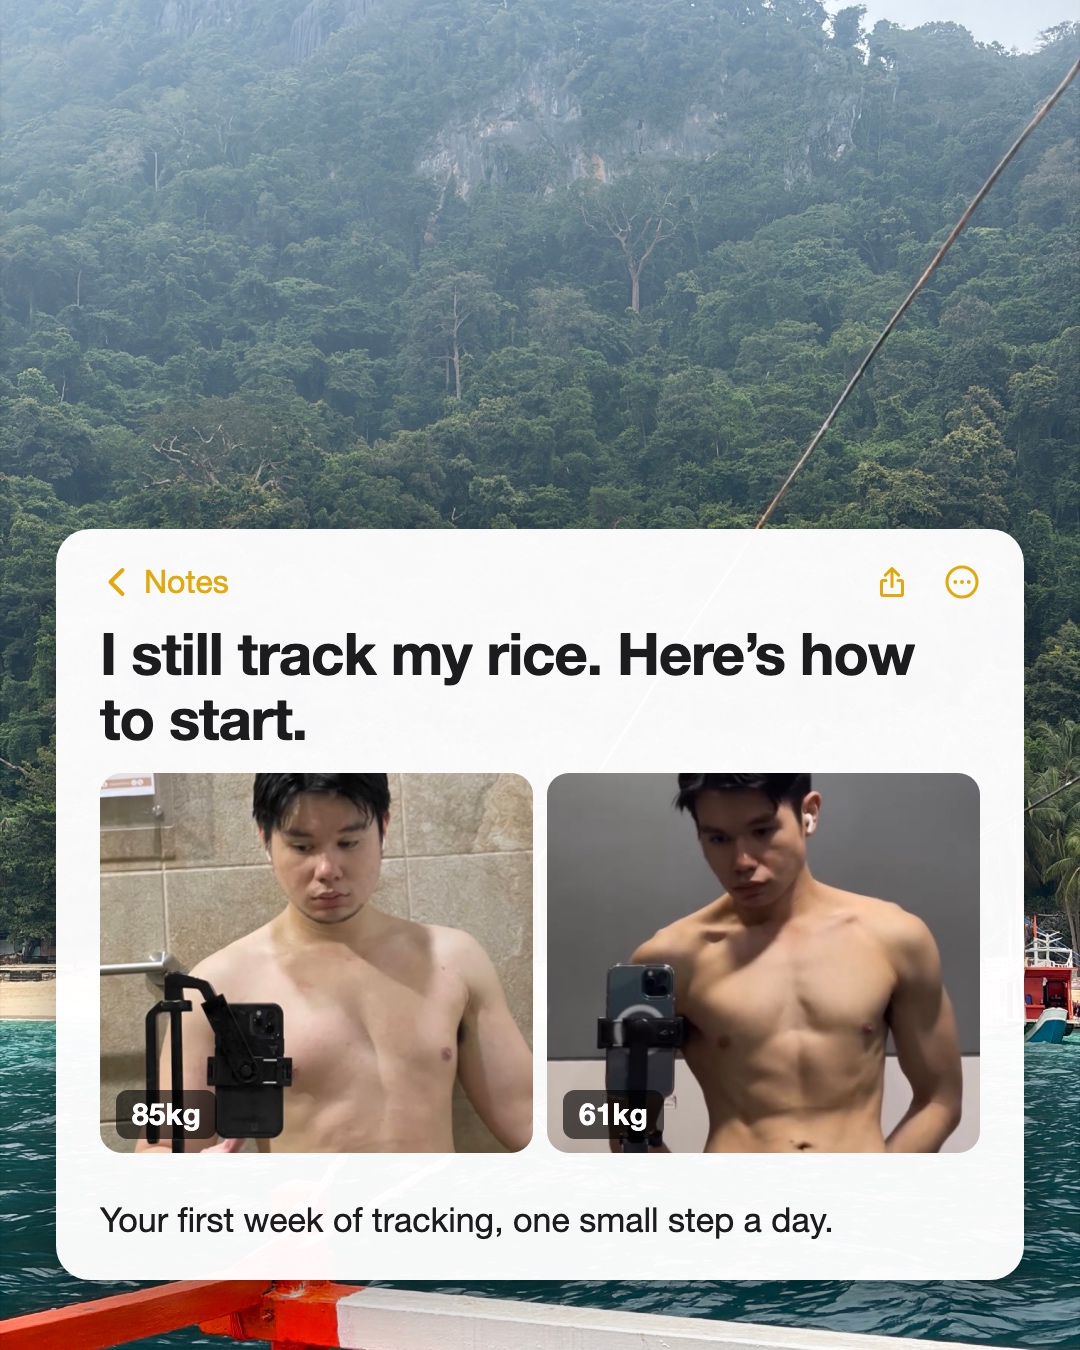 Notes
I still track my rice. Here’s how
to start.
85kg
61kg
Your first week of tracking, one small step a day.